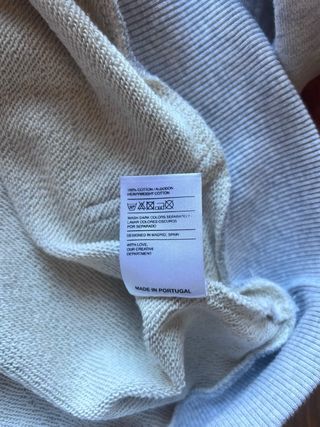 100% COTTON / ALGODON
HEAVYWEIGHT COTTON
WASH DARK COLORS SEPARATELY -
LAVAR COLORES OSCUROS
POR SEPARADO
DESIGNED IN MADRID, SPAIN
WITH LOVE,
OUR CREATIVE
DEPARTMENT
MADE IN PORTUGAL